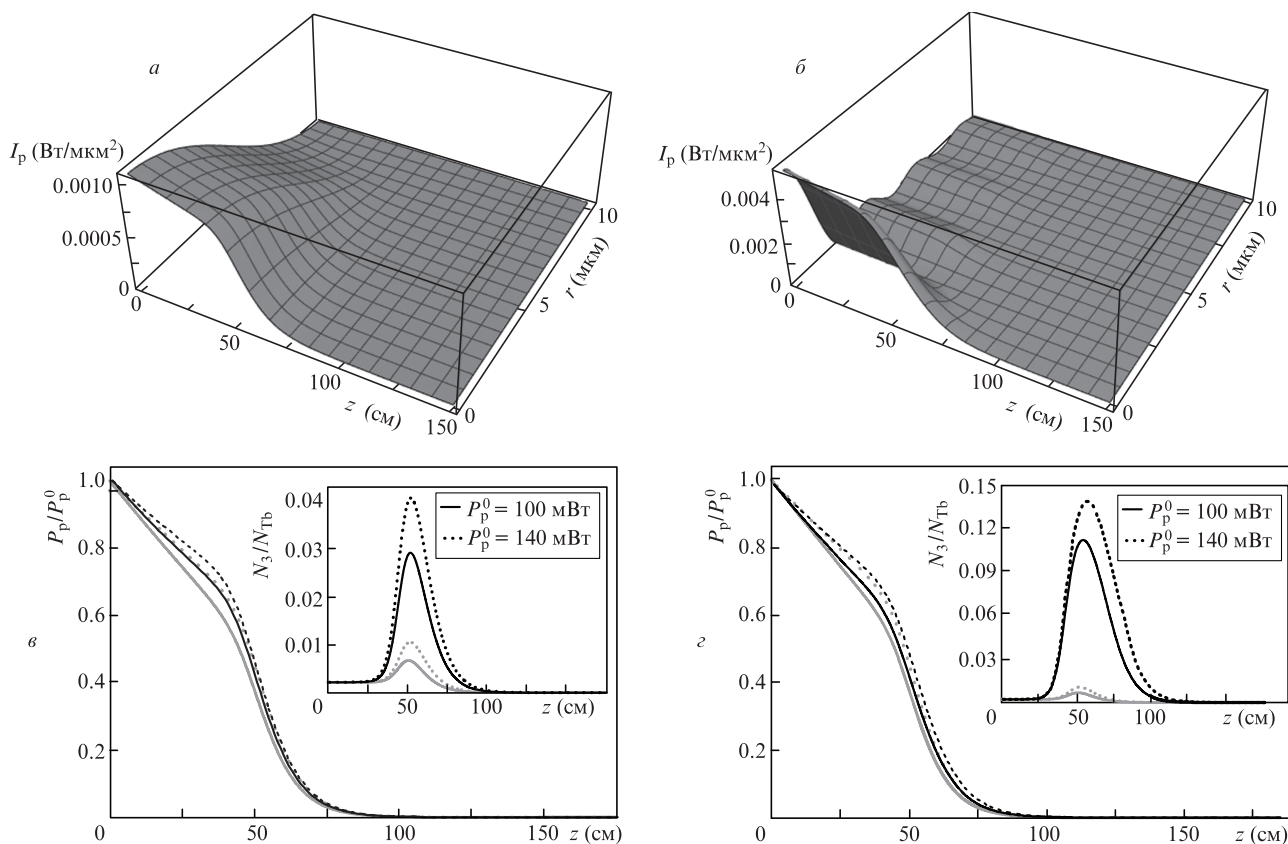 а
I_p (Вт/мкм²)
0.0010
0.0005
0
0
50
100
150
z (см)
0
5
10
r (мкм)
б
I_p (Вт/мкм²)
0.004
0.002
0
0
50
100
150
z (см)
0
5
10
r (мкм)
в
P_p/P_p^0
1.0
0.8
0.6
0.4
0.2
0
50
100
150
z (см)
N_3/N_Tb
0.04
0.03
0.02
0.01
0
50
100
z (см)
P_p^0 = 100 мВт
P_p^0 = 140 мВт
г
P_p/P_p^0
1.0
0.8
0.6
0.4
0.2
0
50
100
150
z (см)
N_3/N_Tb
0.15
0.12
0.09
0.06
0.03
0
50
100
z (см)
P_p^0 = 100 мВт
P_p^0 = 140 мВт